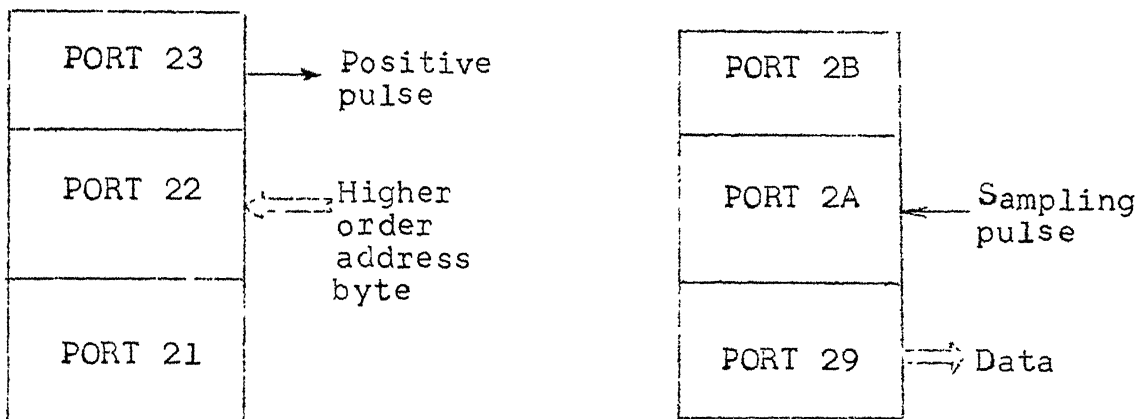 PORT 23
Positive
pulse
PORT 22
Higher
order
address
byte
PORT 21
PORT 2B
PORT 2A
Sampling
pulse
PORT 29
Data